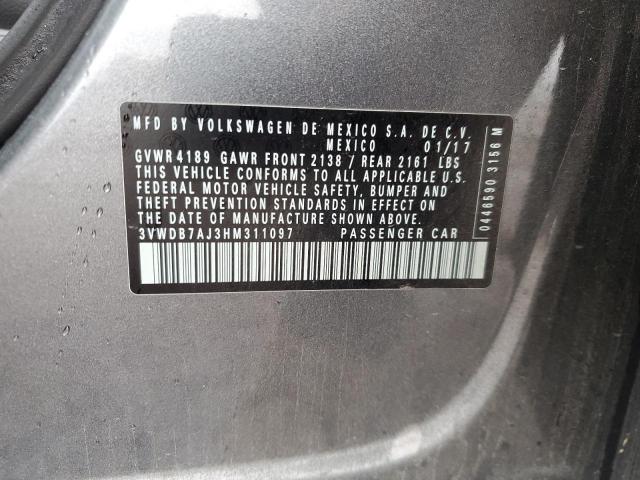 MFD BY VOLKSWAGEN DE MEXICO S.A. DE C.V.
MEXICO 01/17
GVWR 4189 GAWR FRONT 2138 / REAR 2161 LBS
THIS VEHICLE CONFORMS TO ALL APPLICABLE U.S.
FEDERAL MOTOR VEHICLE SAFETY, BUMPER AND
THEFT PREVENTION STANDARDS IN EFFECT ON
THE DATE OF MANUFACTURE SHOWN ABOVE.
3VWDB7AJ3HM311097 PASSENGER CAR
0446590 3156 M